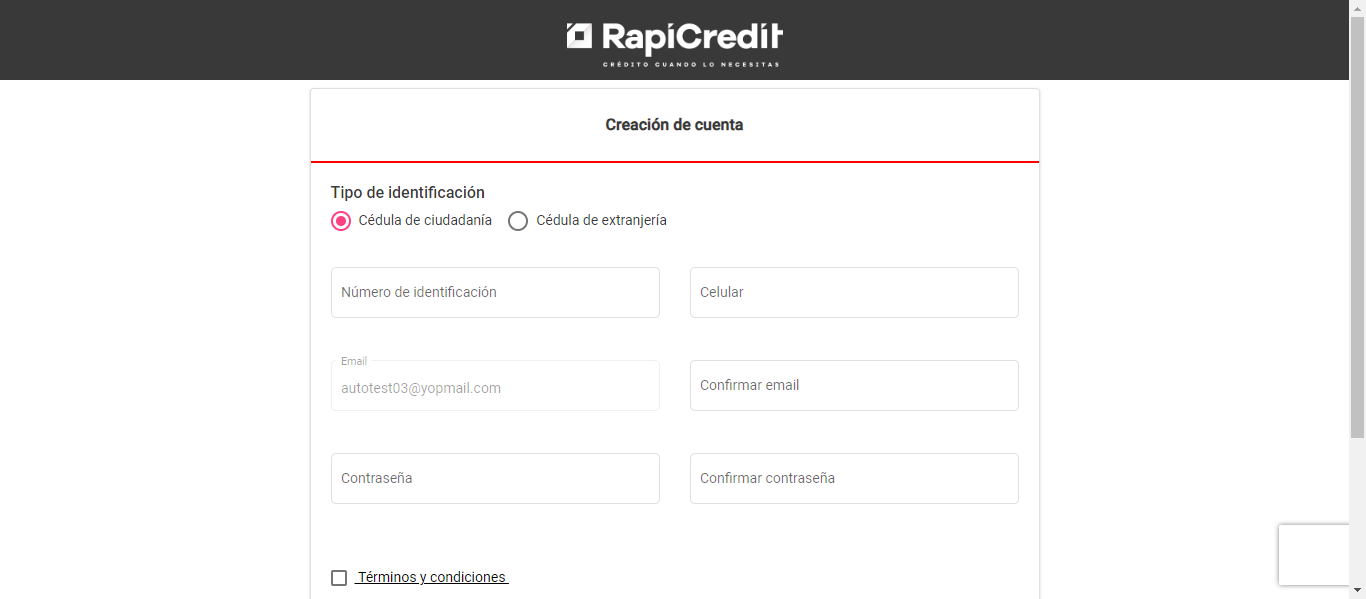 RapiCredit
CRÉDITO CUANDO LO NECESITAS
Creación de cuenta
Tipo de identificación
Cédula de ciudadanía Cédula de extranjería
Número de identificación Celular
Email
autotest03@yopmail.com Confirmar email
Contraseña Confirmar contraseña
Términos y condiciones